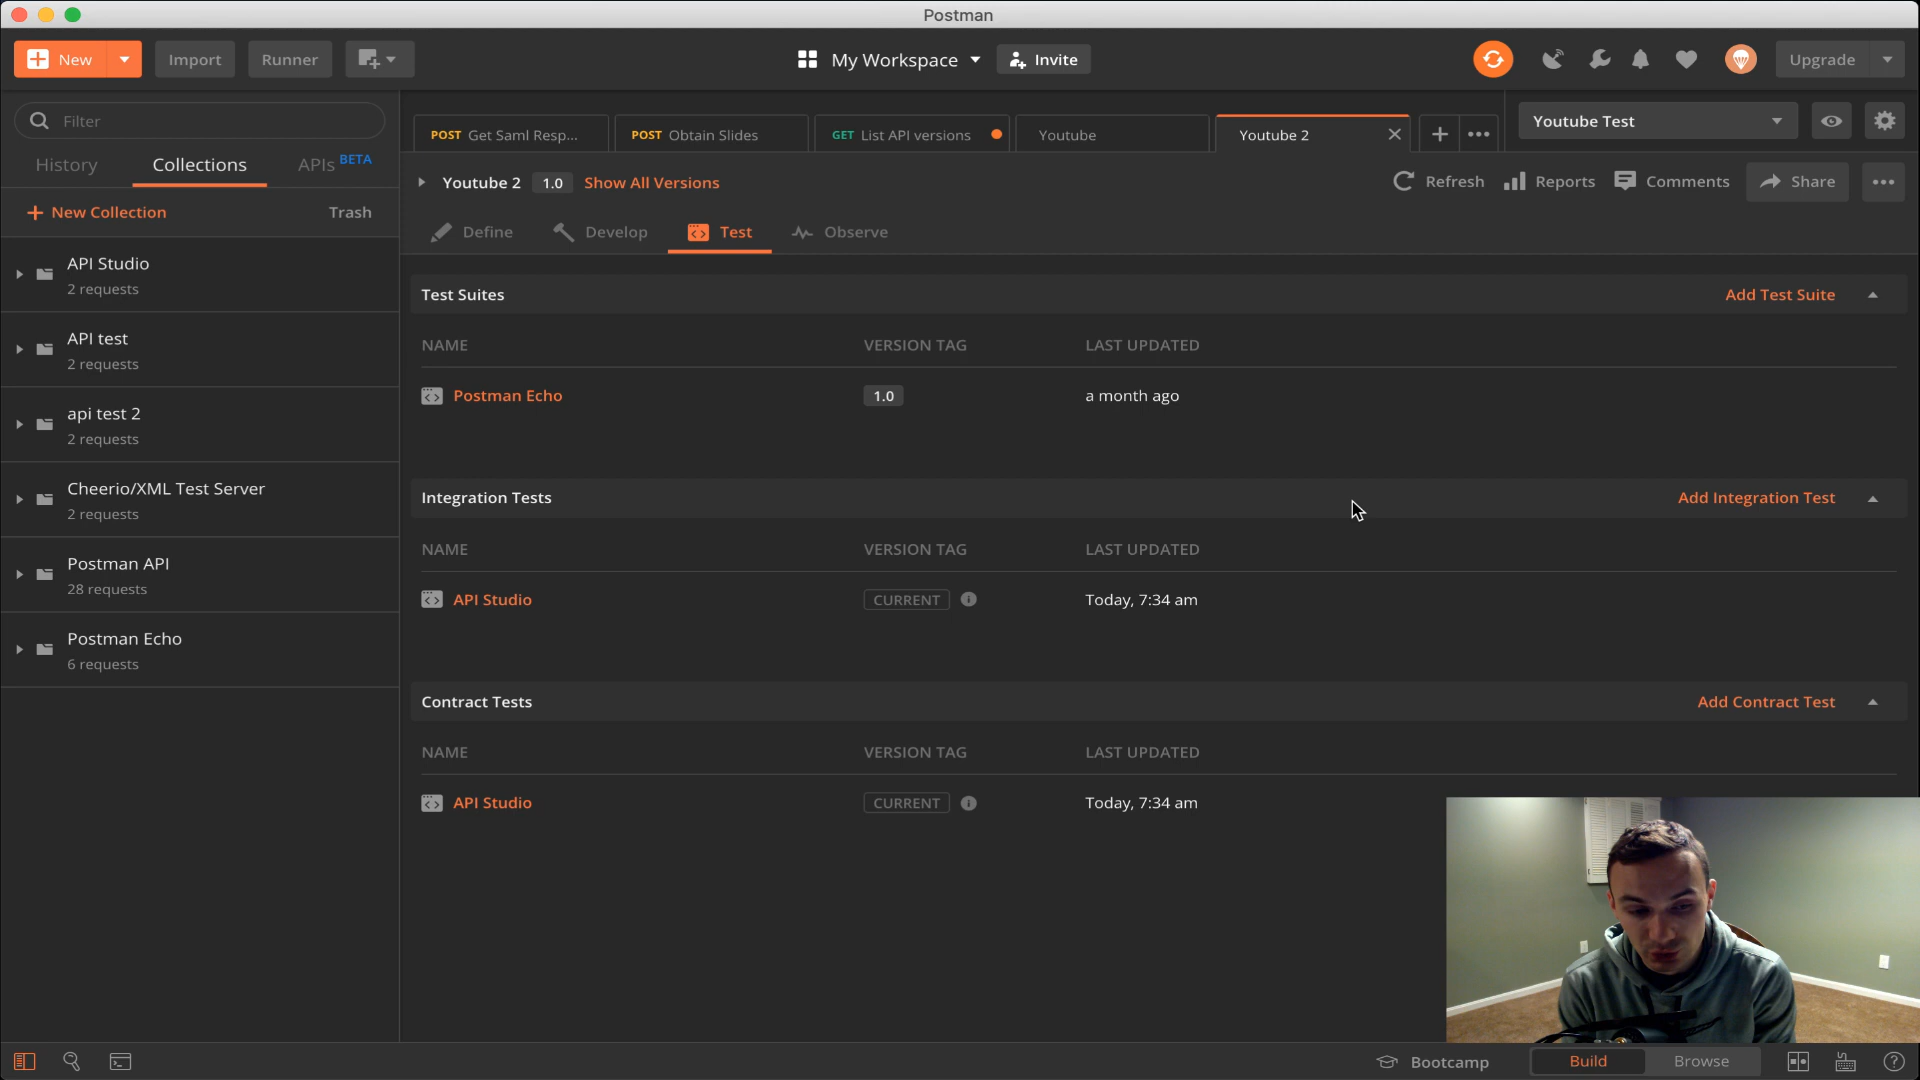 Postman
New
Import
Runner
My Workspace
Invite
Upgrade
Filter
History
Collections
APIs BETA
New Collection
Trash
API Studio
2 requests
API test
2 requests
api test 2
2 requests
Cheerio/XML Test Server
2 requests
Postman API
28 requests
Postman Echo
6 requests
POST Get Saml Resp...
POST Obtain Slides
GET List API versions
Youtube
Youtube 2
Youtube Test
Youtube 2 1.0 Show All Versions
Refresh
Reports
Comments
Share
Define
Develop
Test
Observe
Test Suites
Add Test Suite
NAME VERSION TAG LAST UPDATED
Postman Echo 1.0 a month ago
Integration Tests
Add Integration Test
NAME VERSION TAG LAST UPDATED
API Studio CURRENT Today, 7:34 am
Contract Tests
Add Contract Test
NAME VERSION TAG LAST UPDATED
API Studio CURRENT Today, 7:34 am
Bootcamp
Build
Browse